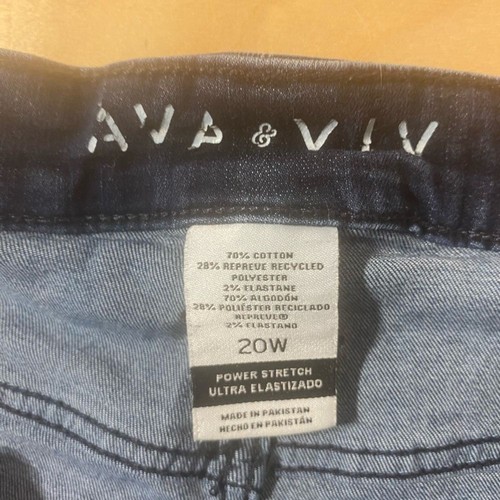 AVA & VIV
70% COTTON
28% REPREVE RECYCLED
POLYESTER
2% ELASTANE
70% ALGODÓN
28% POLIÉSTER RECICLADO
REPREVE®
2% ELASTANO
20W
POWER STRETCH
ULTRA ELASTIZADO
MADE IN PAKISTAN
HECHO EN PAKISTAN